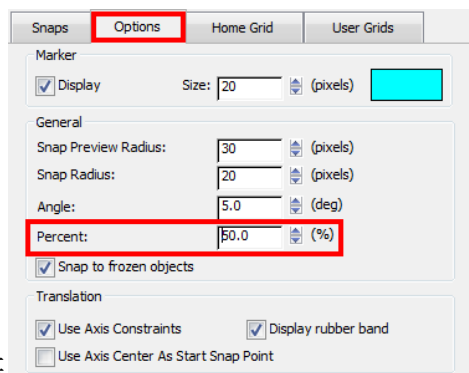 Snaps Options Home Grid User Grids
Marker
Display Size: 20 (pixels)
General
Snap Preview Radius: 30 (pixels)
Snap Radius: 20 (pixels)
Angle: 5.0 (deg)
Percent: 50.0 (%)
Snap to frozen objects
Translation
Use Axis Constraints Display rubber band
Use Axis Center As Start Snap Point